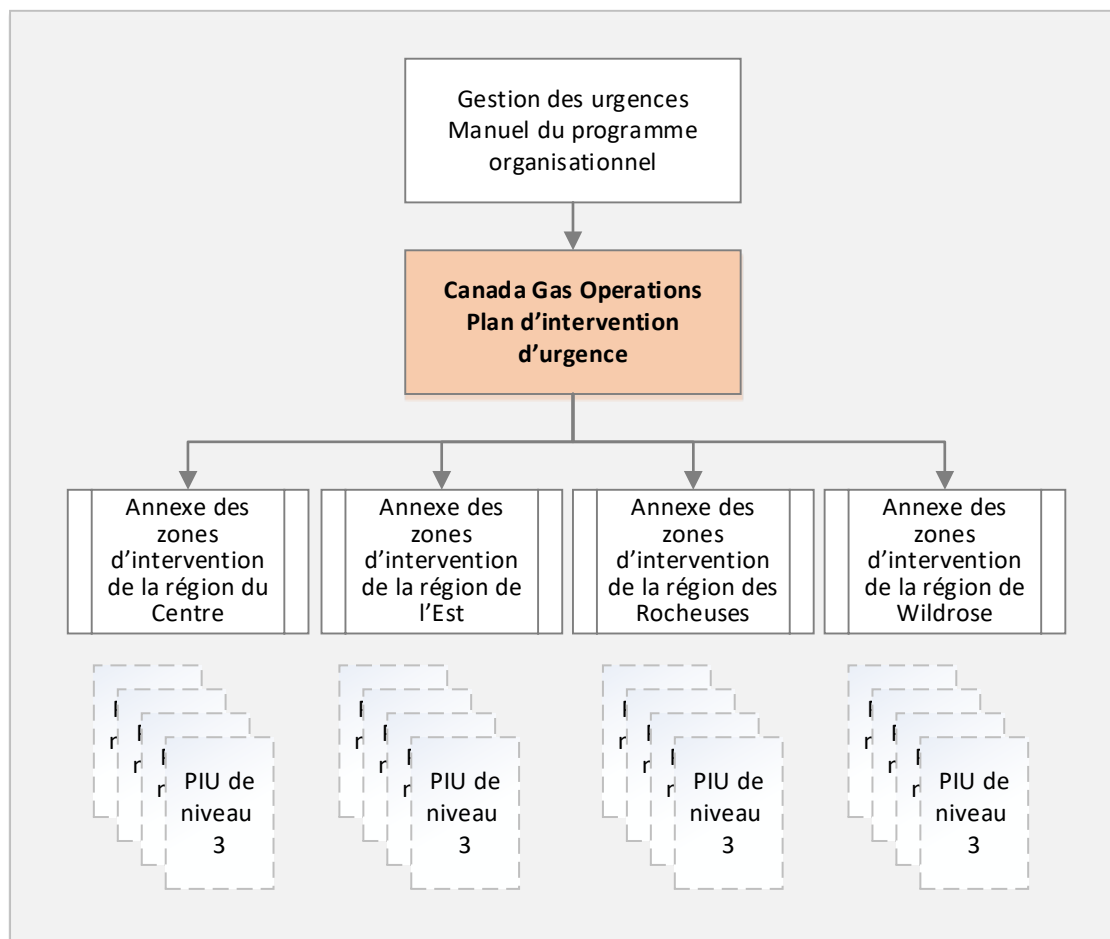 Gestion des urgences
Manuel du programme
organisationnel
Canada Gas Operations
Plan d’intervention
d’urgence
Annexe des
zones
d’intervention
de la région du
Centre
Annexe des
zones
d’intervention
de la région de
l’Est
Annexe des
zones
d’intervention
de la région des
Rocheuses
Annexe des
zones
d’intervention
de la région de
Wildrose
PIU de
niveau
3
PIU de
niveau
3
PIU de
niveau
3
PIU de
niveau
3